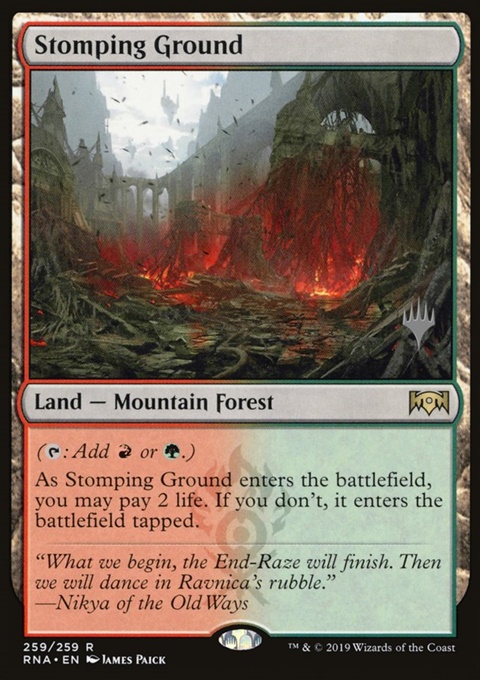 Stomping Ground
Land — Mountain Forest
(: Add or .)
As Stomping Ground enters the battlefield,
you may pay 2 life. If you don't, it enters the
battlefield tapped.
"What we begin, the End-Raze will finish. Then
we will dance in Ravnica's rubble."
—Nikya of the Old Ways
259/259 R
RNA • EN James Paick
™ & © 2019 Wizards of the Coast